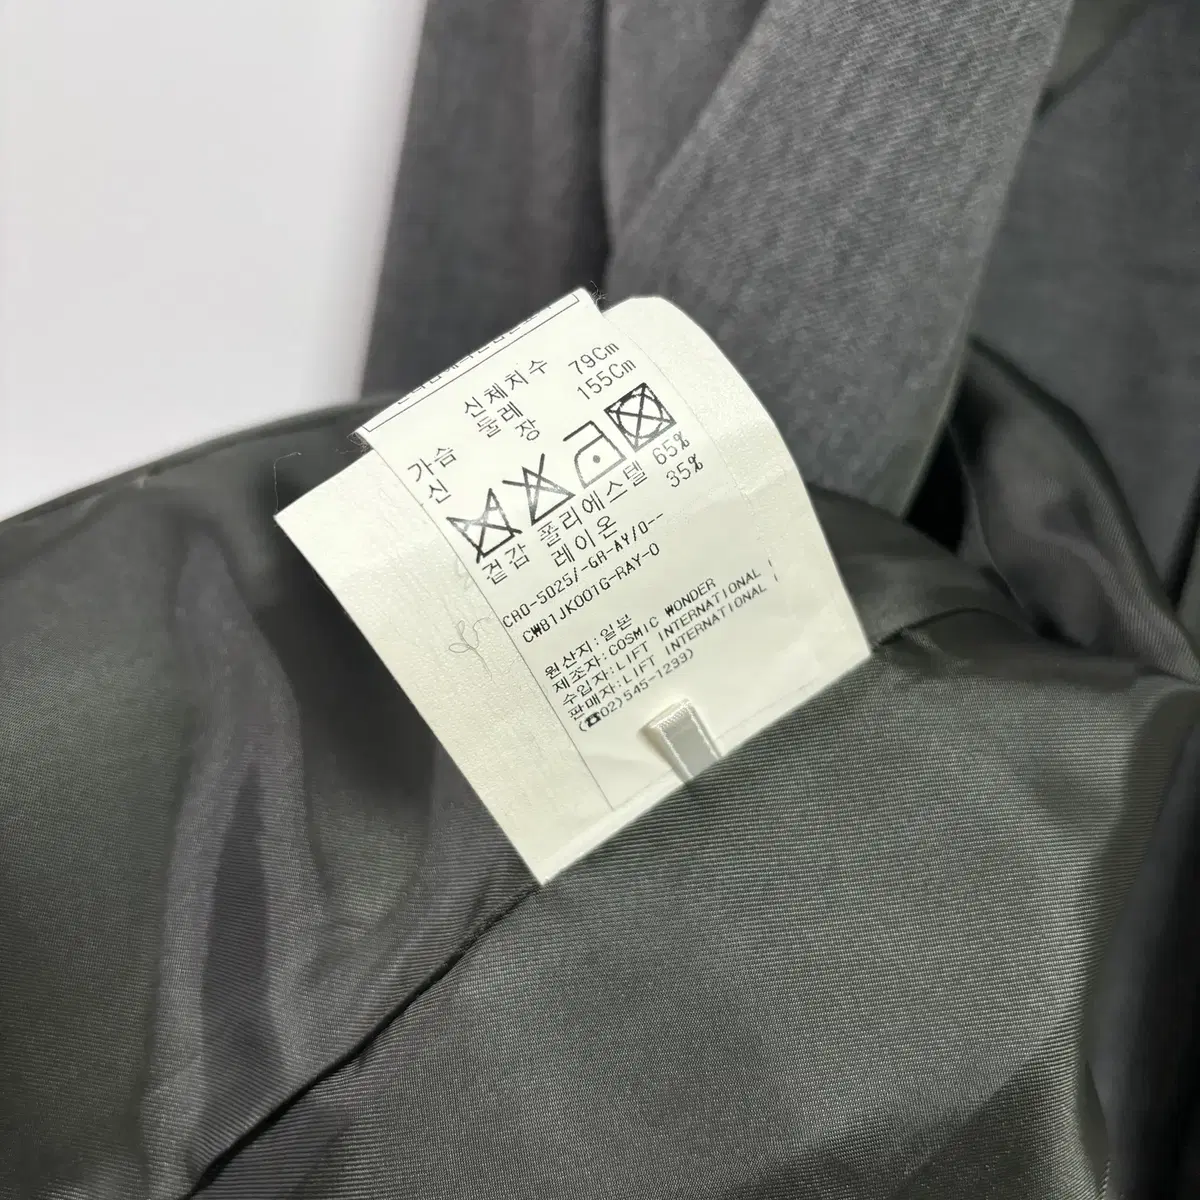 신체치수
가슴둘레 79Cm
신장 155Cm
겉감 폴리에스텔 65%
레이온 35%
CRO-5025/-GR-AY/O--
CWB1JK001G-RAY-O
원산지:일본
제조자:COSMIC WONDER
수입자:LIFT INTERNATIONAL
판매자:LIFT INTERNATIONAL
(☎02)545-1233)